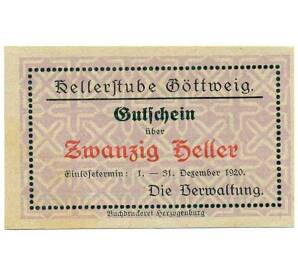 Kellerstube Göttweig.
Gutschein
über
Zwanzig Heller
Einlösetermin: 1. — 31. Dezember 1920.
Die Verwaltung.
Buchdruckerei Herzogenburg